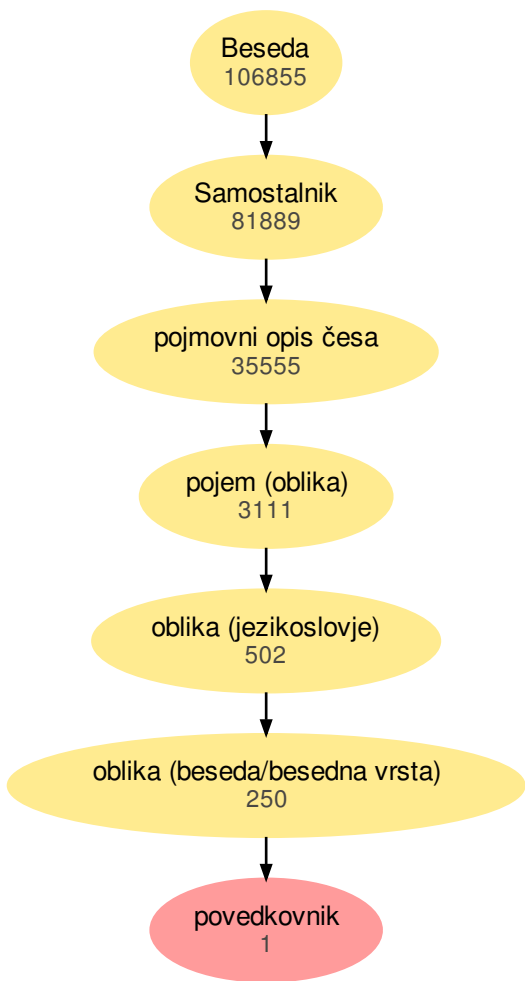 Beseda
106855
Samostalnik
81889
pojmovni opis česa
35555
pojem (oblika)
3111
oblika (jezikoslovje)
502
oblika (beseda/besedna vrsta)
250
povedkovnik
1